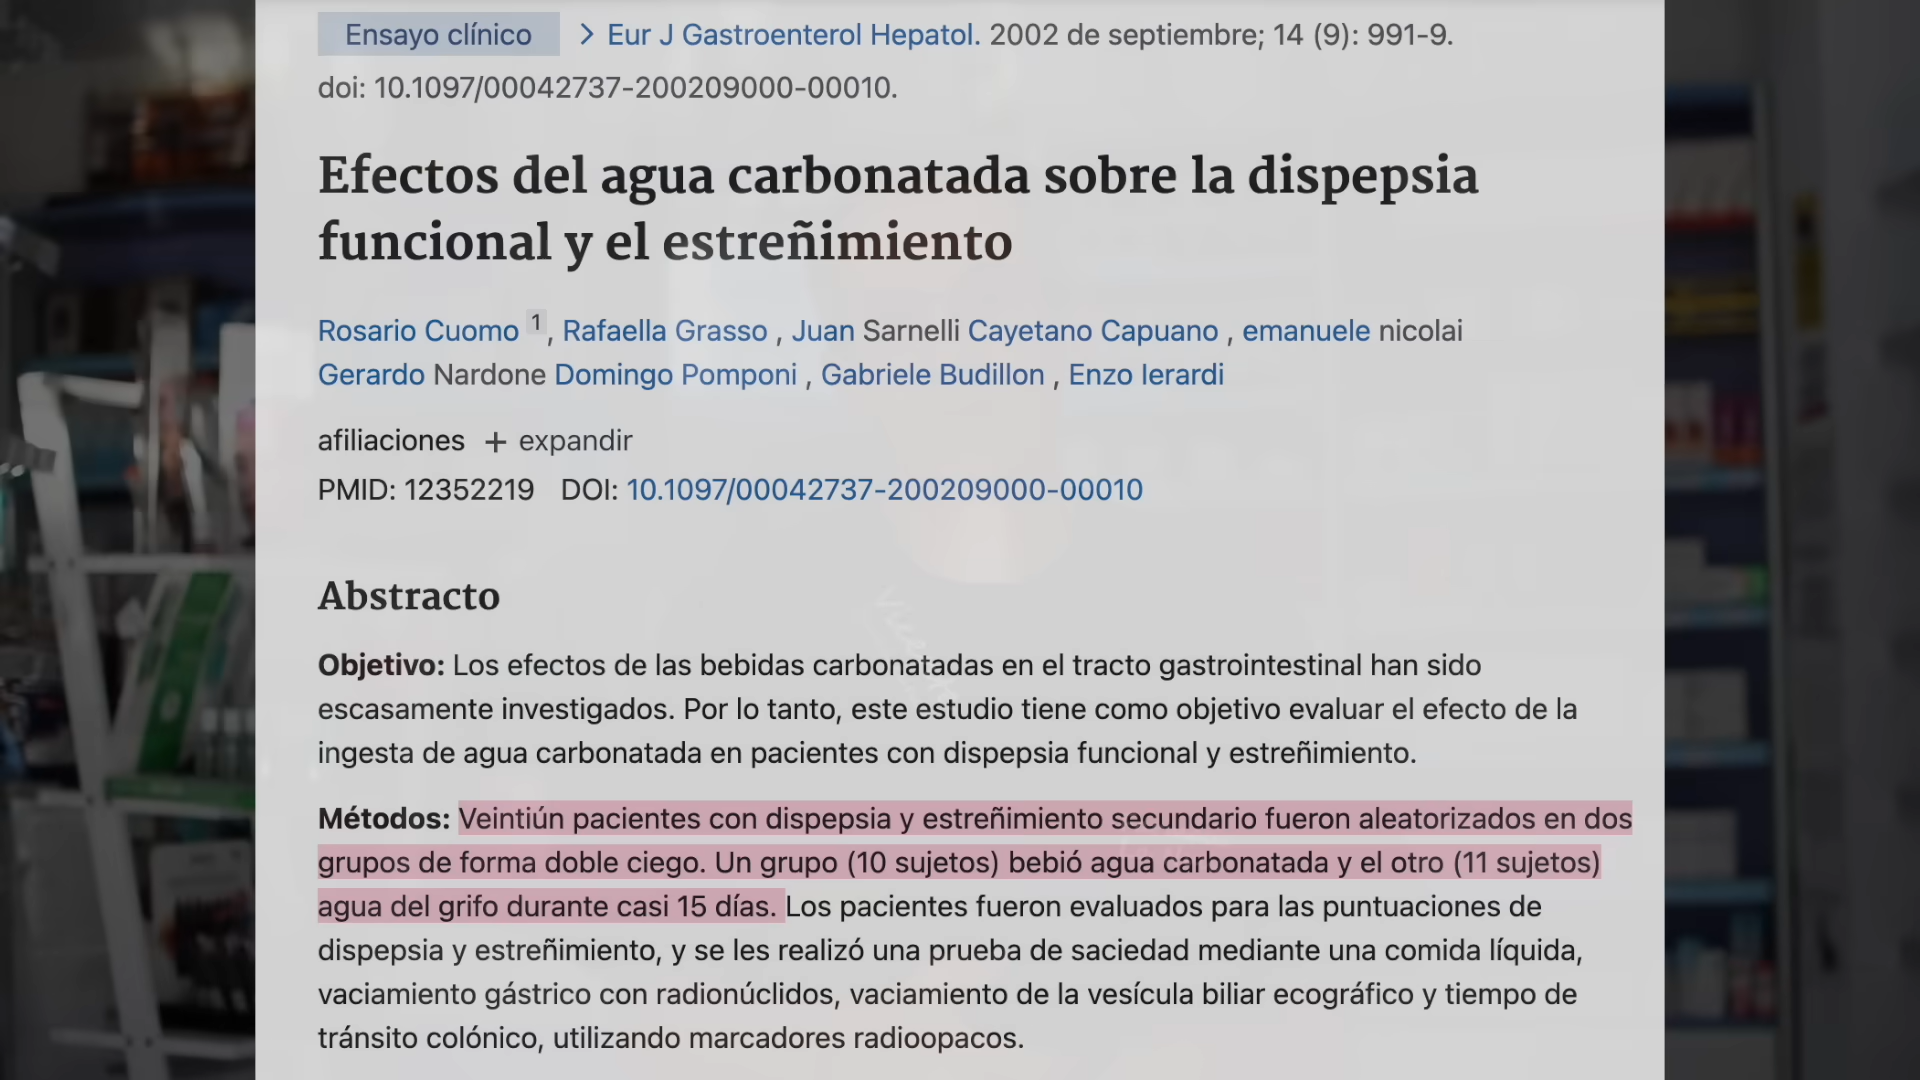 Ensayo clínico > Eur J Gastroenterol Hepatol. 2002 de septiembre; 14 (9): 991-9.
doi: 10.1097/00042737-200209000-00010.
Efectos del agua carbonatada sobre la dispepsia
funcional y el estreñimiento
Rosario Cuomo 1 , Rafaella Grasso , Juan Sarnelli Cayetano Capuano , emanuele nicolai
Gerardo Nardone Domingo Pomponi , Gabriele Budillon , Enzo Ierardi
afiliaciones + expandir
PMID: 12352219 DOI: 10.1097/00042737-200209000-00010
Abstracto
Objetivo: Los efectos de las bebidas carbonatadas en el tracto gastrointestinal han sido
escasamente investigados. Por lo tanto, este estudio tiene como objetivo evaluar el efecto de la
ingesta de agua carbonatada en pacientes con dispepsia funcional y estreñimiento.
Métodos: Veintiún pacientes con dispepsia y estreñimiento secundario fueron aleatorizados en dos
grupos de forma doble ciego. Un grupo (10 sujetos) bebió agua carbonatada y el otro (11 sujetos)
agua del grifo durante casi 15 días. Los pacientes fueron evaluados para las puntuaciones de
dispepsia y estreñimiento, y se les realizó una prueba de saciedad mediante una comida líquida,
vaciamiento gástrico con radionúclidos, vaciamiento de la vesícula biliar ecográfico y tiempo de
tránsito colónico, utilizando marcadores radioopacos.